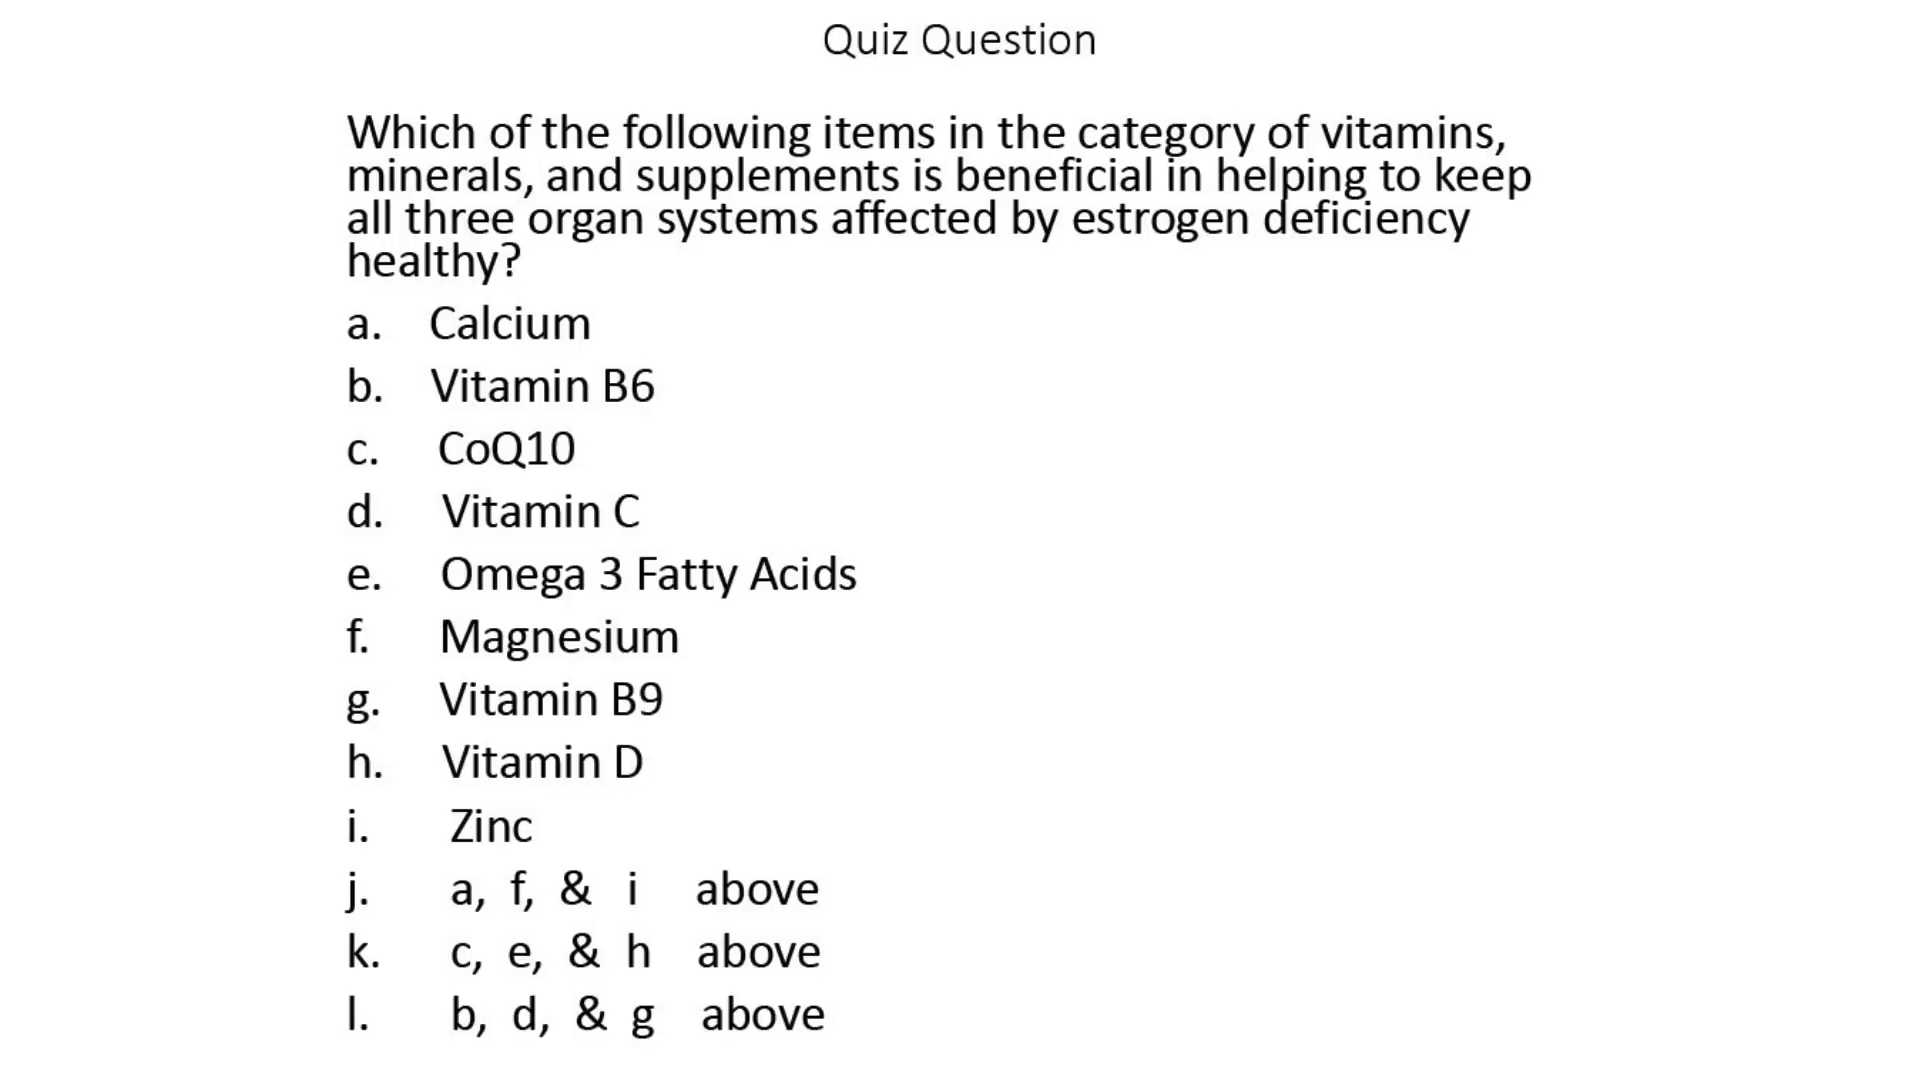 Quiz Question
Which of the following items in the category of vitamins,
minerals, and supplements is beneficial in helping to keep
all three organ systems affected by estrogen deficiency
healthy?
a. Calcium
b. Vitamin B6
c. CoQ10
d. Vitamin C
e. Omega 3 Fatty Acids
f. Magnesium
g. Vitamin B9
h. Vitamin D
i. Zinc
j. a, f, & i above
k. c, e, & h above
l. b, d, & g above